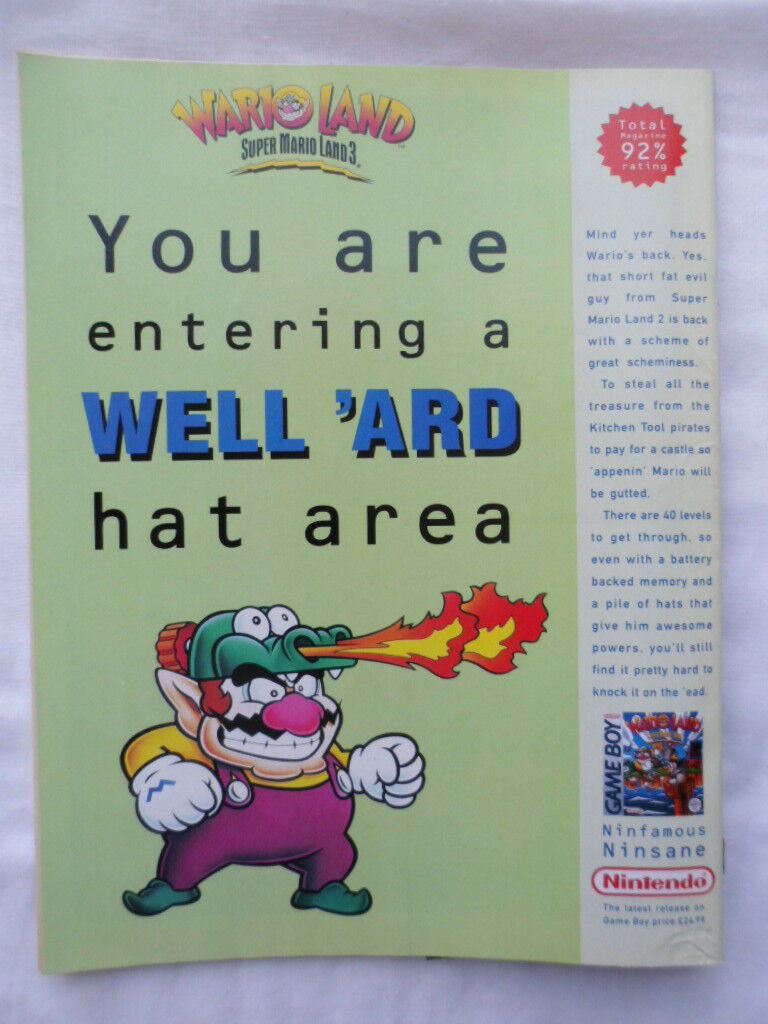 WARIO LAND
SUPER MARIO LAND 3
You are
entering a
WELL 'ARD
hat area
Total
Magazine
92%
rating
Mind yer heads
Wario's back. Yes,
that short fat evil
guy from Super
Mario Land 2 is back
with a scheme of
great scheminess.
To steal all the
treasure from the
Kitchen Tool pirates
to pay for a castle so
'appenin' Mario will
be gutted.
There are 40 levels
to get through, so
even with a battery
backed memory and
a pile of hats that
give him awesome
powers, you'll still
find it pretty hard to
knock it on the 'ead.
GAME BOY
WARIO LAND
Ninfamous
Ninsane
Nintendo
The latest release on
Game Boy price £24.99